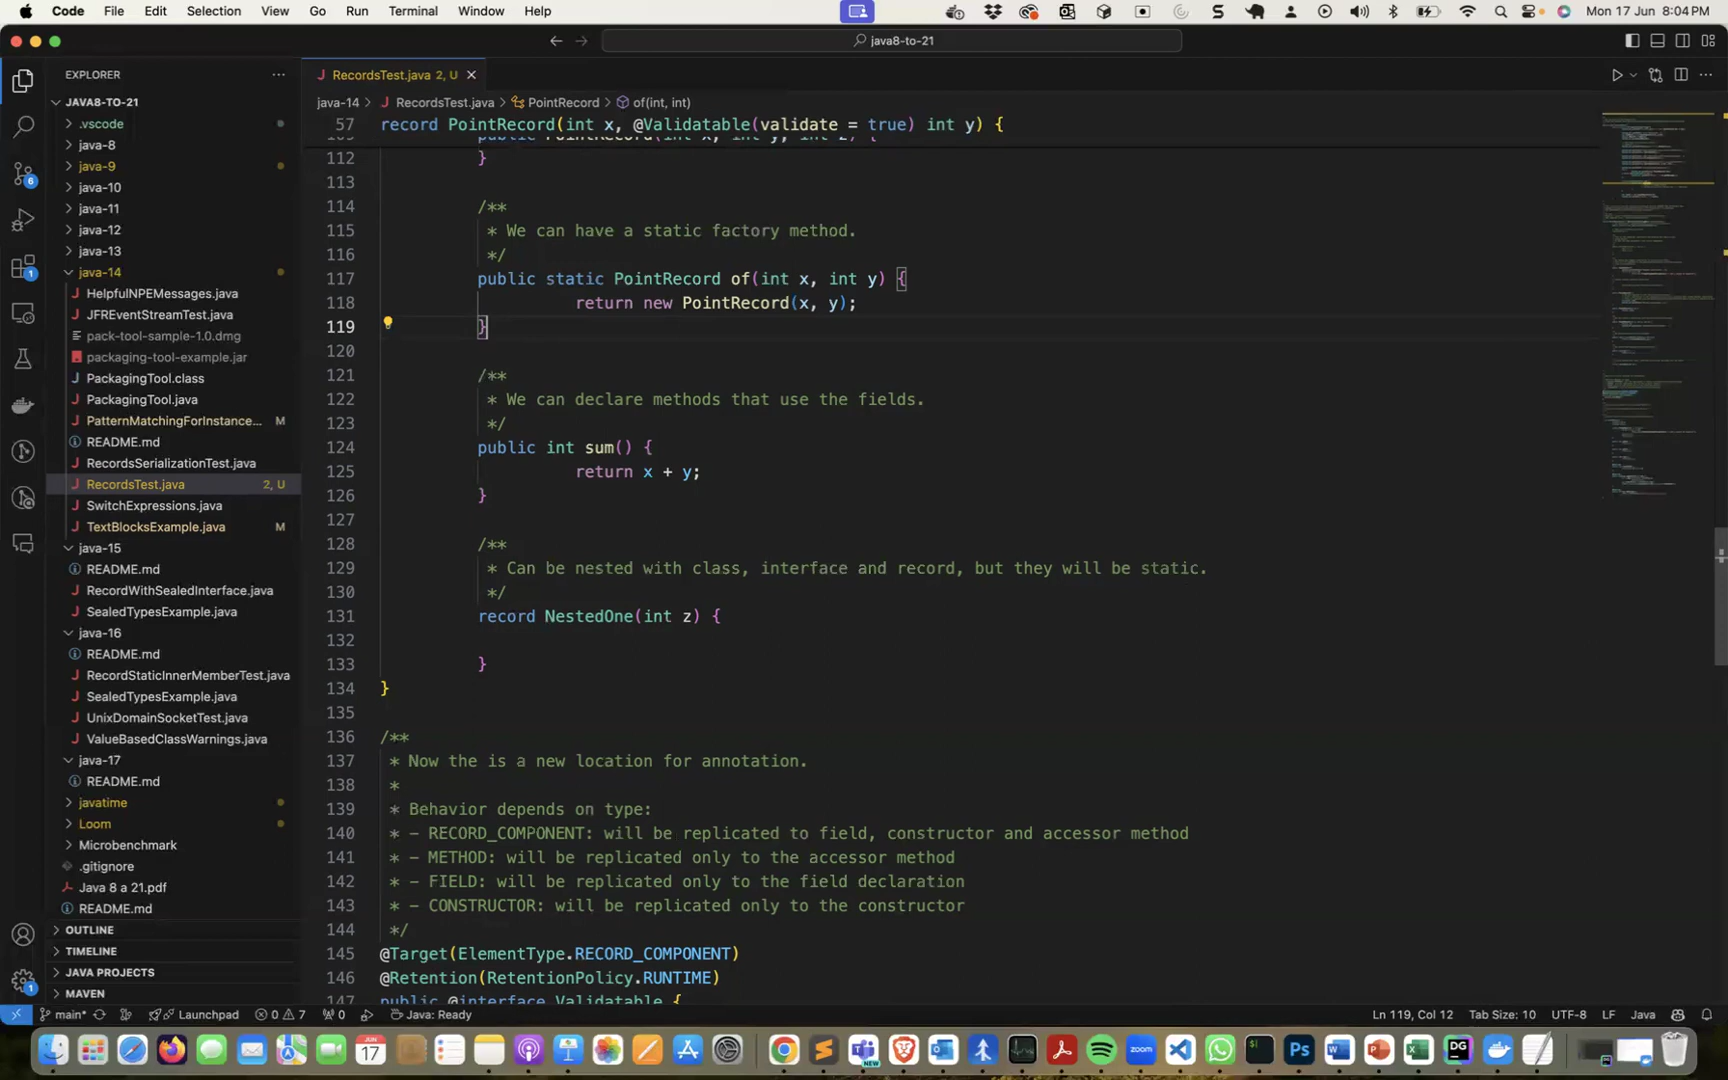 Code File Edit Selection View Go Run Terminal Window Help Mon 17 Jun 8:04 PM
java8-to-21
EXPLORER
RecordsTest.java 2, U
JAVA8-TO-21
java-14 > RecordsTest.java > PointRecord > of(int, int)
.vscode
java-8
java-9
java-10
java-11
java-12
java-13
java-14
HelpfulNPEMessages.java
JFREventStreamTest.java
pack-tool-sample-1.0.dmg
packaging-tool-example.jar
PackagingTool.class
PackagingTool.java
PatternMatchingForInstance... M
README.md
RecordsSerializationTest.java
RecordsTest.java 2, U
SwitchExpressions.java
TextBlocksExample.java M
java-15
README.md
RecordWithSealedInterface.java
SealedTypesExample.java
java-16
README.md
RecordStaticInnerMemberTest.java
SealedTypesExample.java
UnixDomainSocketTest.java
ValueBasedClassWarnings.java
java-17
README.md
javatime
Loom
Microbenchmark
.gitignore
Java 8 a 21.pdf
README.md
OUTLINE
TIMELINE
JAVA PROJECTS
MAVEN
57 record PointRecord(int x, @Validatable(validate = true) int y) {
112 }
113
114 /**
115 * We can have a static factory method.
116 */
117 public static PointRecord of(int x, int y) {
118 return new PointRecord(x, y);
119 }
120
121 /**
122 * We can declare methods that use the fields.
123 */
124 public int sum() {
125 return x + y;
126 }
127
128 /**
129 * Can be nested with class, interface and record, but they will be static.
130 */
131 record NestedOne(int z) {
132
133 }
134 }
135
136 /**
137 * Now the is a new location for annotation.
138 *
139 * Behavior depends on type:
140 * - RECORD_COMPONENT: will be replicated to field, constructor and accessor method
141 * - METHOD: will be replicated only to the accessor method
142 * - FIELD: will be replicated only to the field declaration
143 * - CONSTRUCTOR: will be replicated only to the constructor
144 */
145 @Target(ElementType.RECORD_COMPONENT)
146 @Retention(RetentionPolicy.RUNTIME)
147 public @interface Validatable {
6
1
1
main* Launchpad 0 7 0 Java: Ready Ln 119, Col 12 Tab Size: 10 UTF-8 LF Java
JUN
17
NEW
zoom
Ps
DG